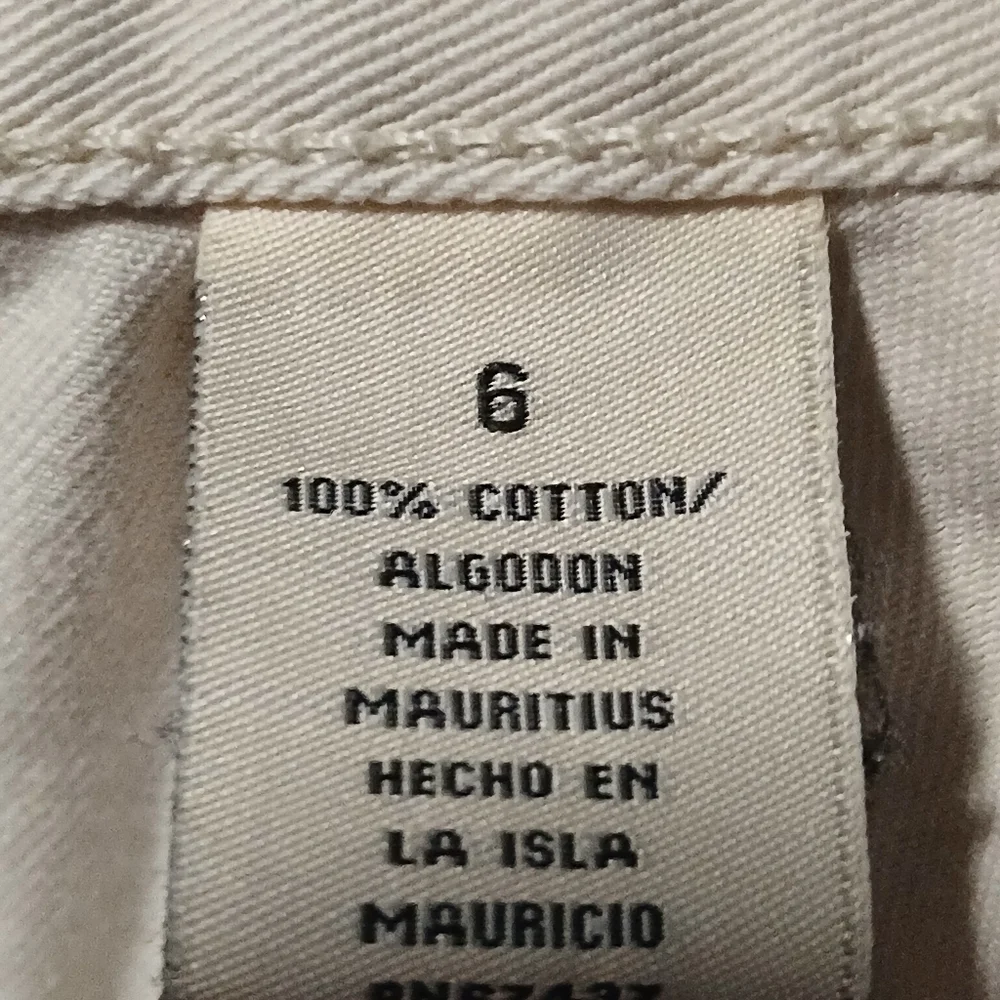 6
100% COTTON/
ALGODON
MADE IN
MAURITIUS
HECHO EN
LA ISLA
MAURICIO